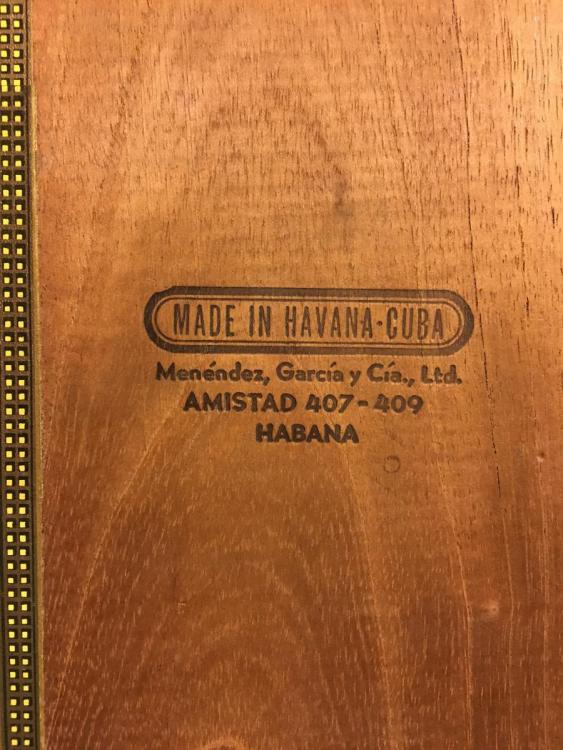 MADE IN HAVANA·CUBA
Menéndez, García y Cía., Ltd.
AMISTAD 407-409
HABANA